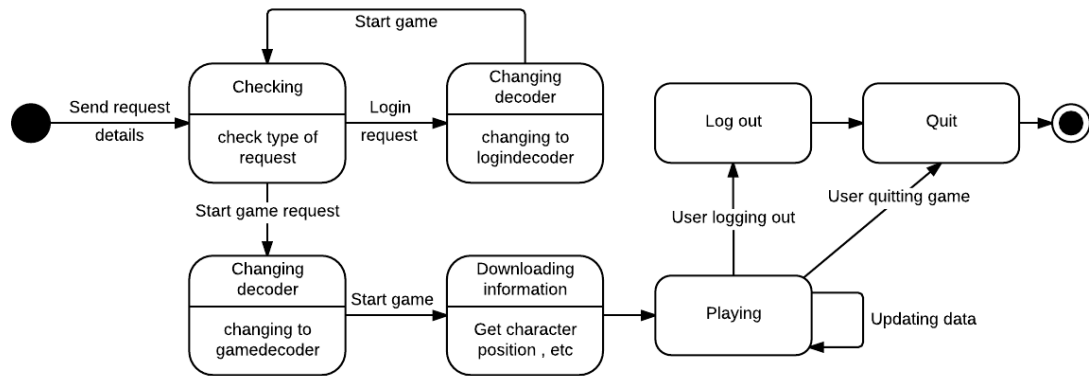 Start game
Checking
check type of
request
Changing
decoder
changing to
logindecoder
Send request
details
Login
request
Log out
Quit
Start game request
User logging out
User quitting game
Changing
decoder
changing to
gamedecoder
Start game
Downloading
information
Get character
position , etc
Playing
Updating data